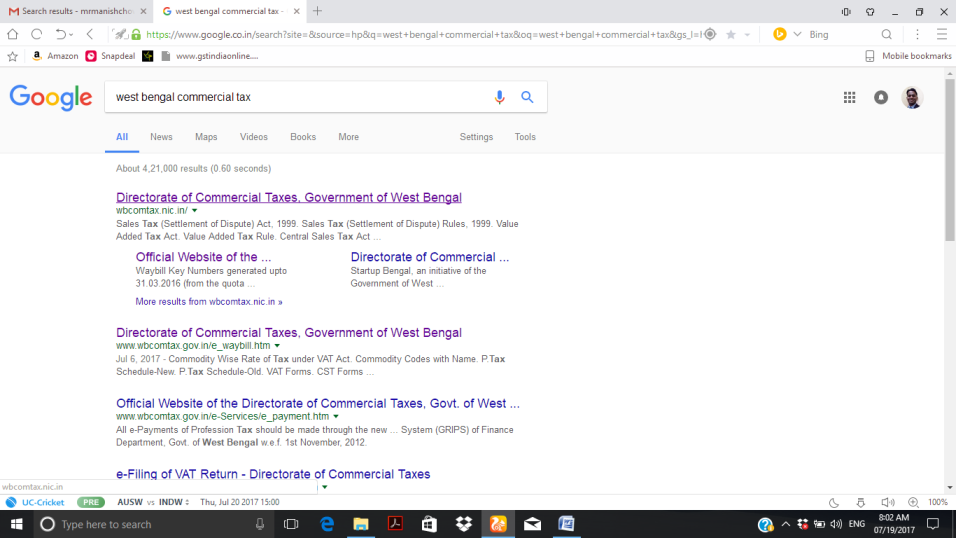 Search results - mrmanishcho
west bengal commercial tax -
https://www.google.co.in/search?site=&source=hp&q=west+bengal+commercial+tax&oq=west+bengal+commercial+tax&gs_l=
Bing
Amazon
Snapdeal
www.gstindiaonline....
Mobile bookmarks
Google
west bengal commercial tax
All
News
Maps
Videos
Books
More
Settings
Tools
About 4,21,000 results (0.60 seconds)
Directorate of Commercial Taxes, Government of West Bengal
wbcomtax.nic.in/
Sales Tax (Settlement of Dispute) Act, 1999. Sales Tax (Settlement of Dispute) Rules, 1999. Value
Added Tax Act. Value Added Tax Rule. Central Sales Tax Act ...
Official Website of the ...
Waybill Key Numbers generated upto
31.03.2016 (from the quota ...
Directorate of Commercial ...
Startup Bengal, an initiative of the
Government of West ...
More results from wbcomtax.nic.in »
Directorate of Commercial Taxes, Government of West Bengal
www.wbcomtax.gov.in/e_waybill.htm
Jul 6, 2017 - Commodity Wise Rate of Tax under VAT Act. Commodity Codes with Name. P.Tax
Schedule-New. P.Tax Schedule-Old. VAT Forms. CST Forms ...
Official Website of the Directorate of Commercial Taxes, Govt. of West ...
www.wbcomtax.gov.in/e-Services/e_payment.htm
All e-Payments of Profession Tax should be made through the new ... System (GRIPS) of Finance
Department, Govt. of West Bengal w.e.f. 1st November, 2012.
e-Filing of VAT Return - Directorate of Commercial Taxes
wbcomtax.nic.in
UC-Cricket
PRE
AUSW vs INDW
Thu, Jul 20 2017 15:00
100%
Type here to search
ENG
8:02 AM
07/19/2017